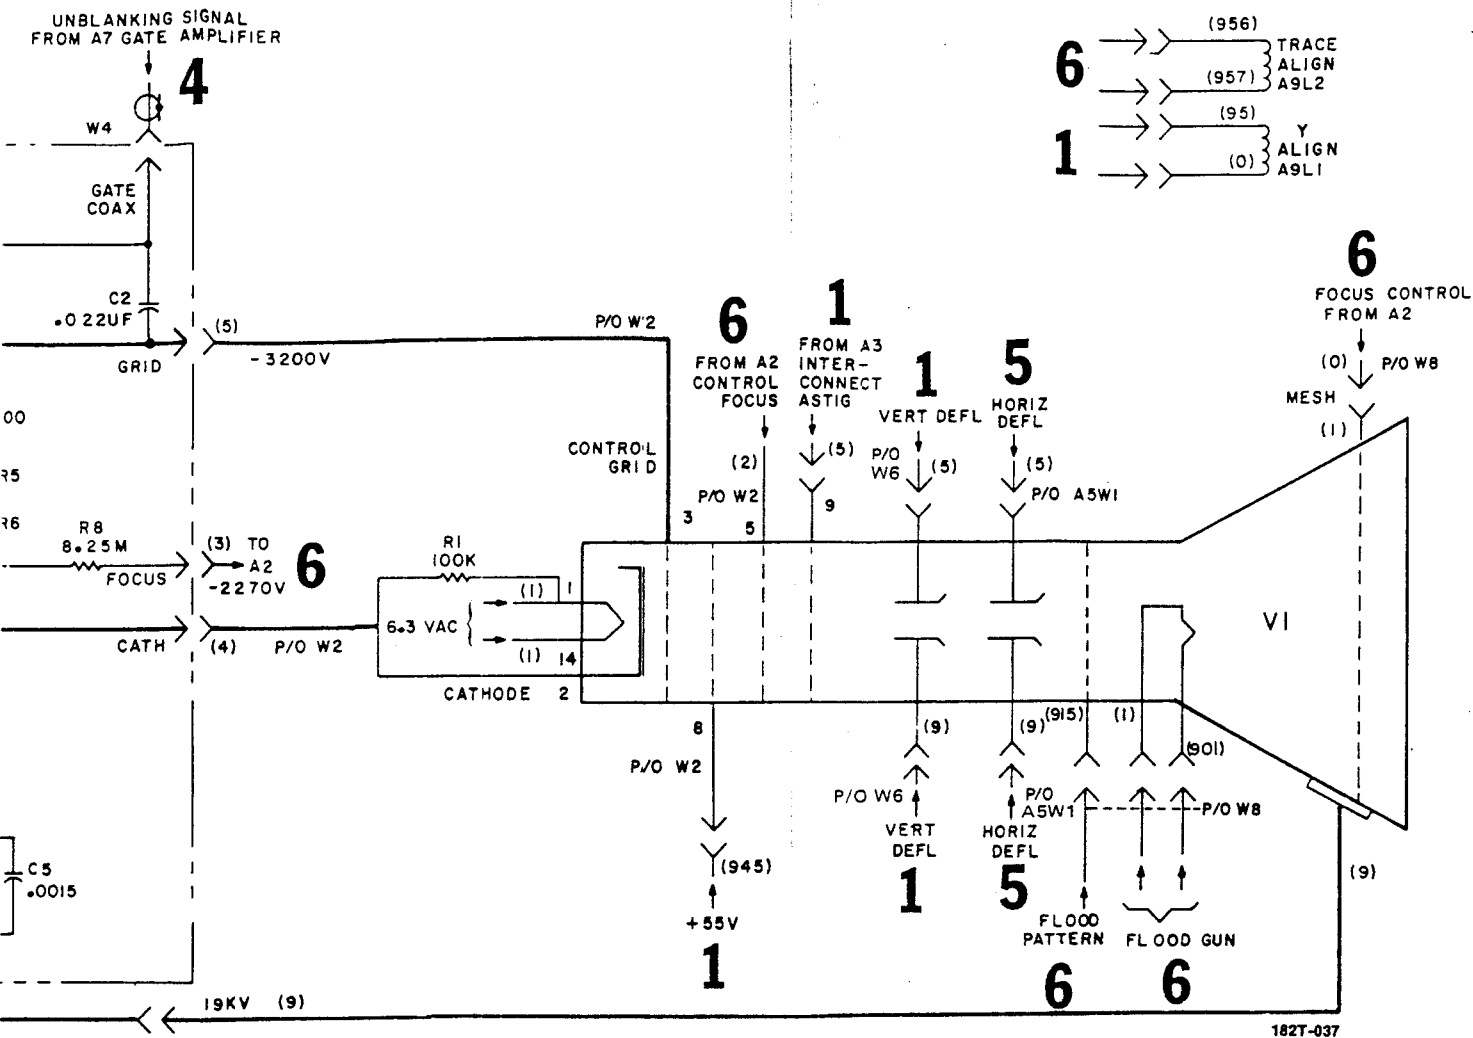 UNBLANKING SIGNAL
FROM A7 GATE AMPLIFIER
4
W4
GATE
COAX
C2
.022UF
(5)
-3200V
GRID
P/O W2
00
R5
R6
R8
8.25M
FOCUS
(3) TO
A2
-2270V
6
CATH
(4)
P/O W2
C5
.0015
19KV (9)
6
(956)
(957)
TRACE
ALIGN
A9L2
1
(95)
(0)
Y
ALIGN
A9L1
6
FROM A2
CONTROL
FOCUS
1
FROM A3
INTER-
CONNECT
ASTIG
1
VERT DEFL
5
HORIZ
DEFL
6
FOCUS CONTROL
FROM A2
(0)
P/O W8
MESH
(1)
CONTROL
GRID
(2)
P/O W2
(5)
P/O
W6
(5)
(5)
P/O A5W1
3
5
9
R1
100K
(1)
1
6.3 VAC
(1)
14
CATHODE 2
V1
8
P/O W2
(945)
+55V
1
(9)
P/O W6
VERT
DEFL
1
(9)
P/O
A5W1
HORIZ
DEFL
5
(915)
(1)
(901)
P/O W8
FLOOD
PATTERN
6
FLOOD GUN
6
(9)
182T-037